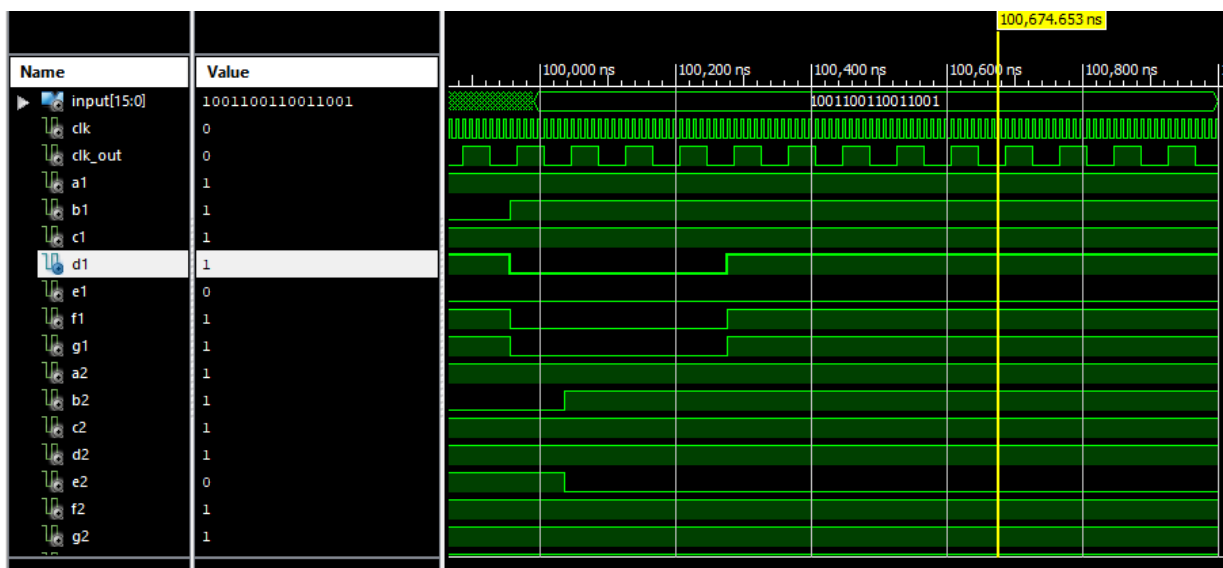 100,674.653 ns
Name Value
100,000 ns 100,200 ns 100,400 ns 100,600 ns 100,800 ns
input[15:0] 1001100110011001 1001100110011001
clk 0
clk_out 0
a1 1
b1 1
c1 1
d1 1
e1 0
f1 1
g1 1
a2 1
b2 1
c2 1
d2 1
e2 0
f2 1
g2 1